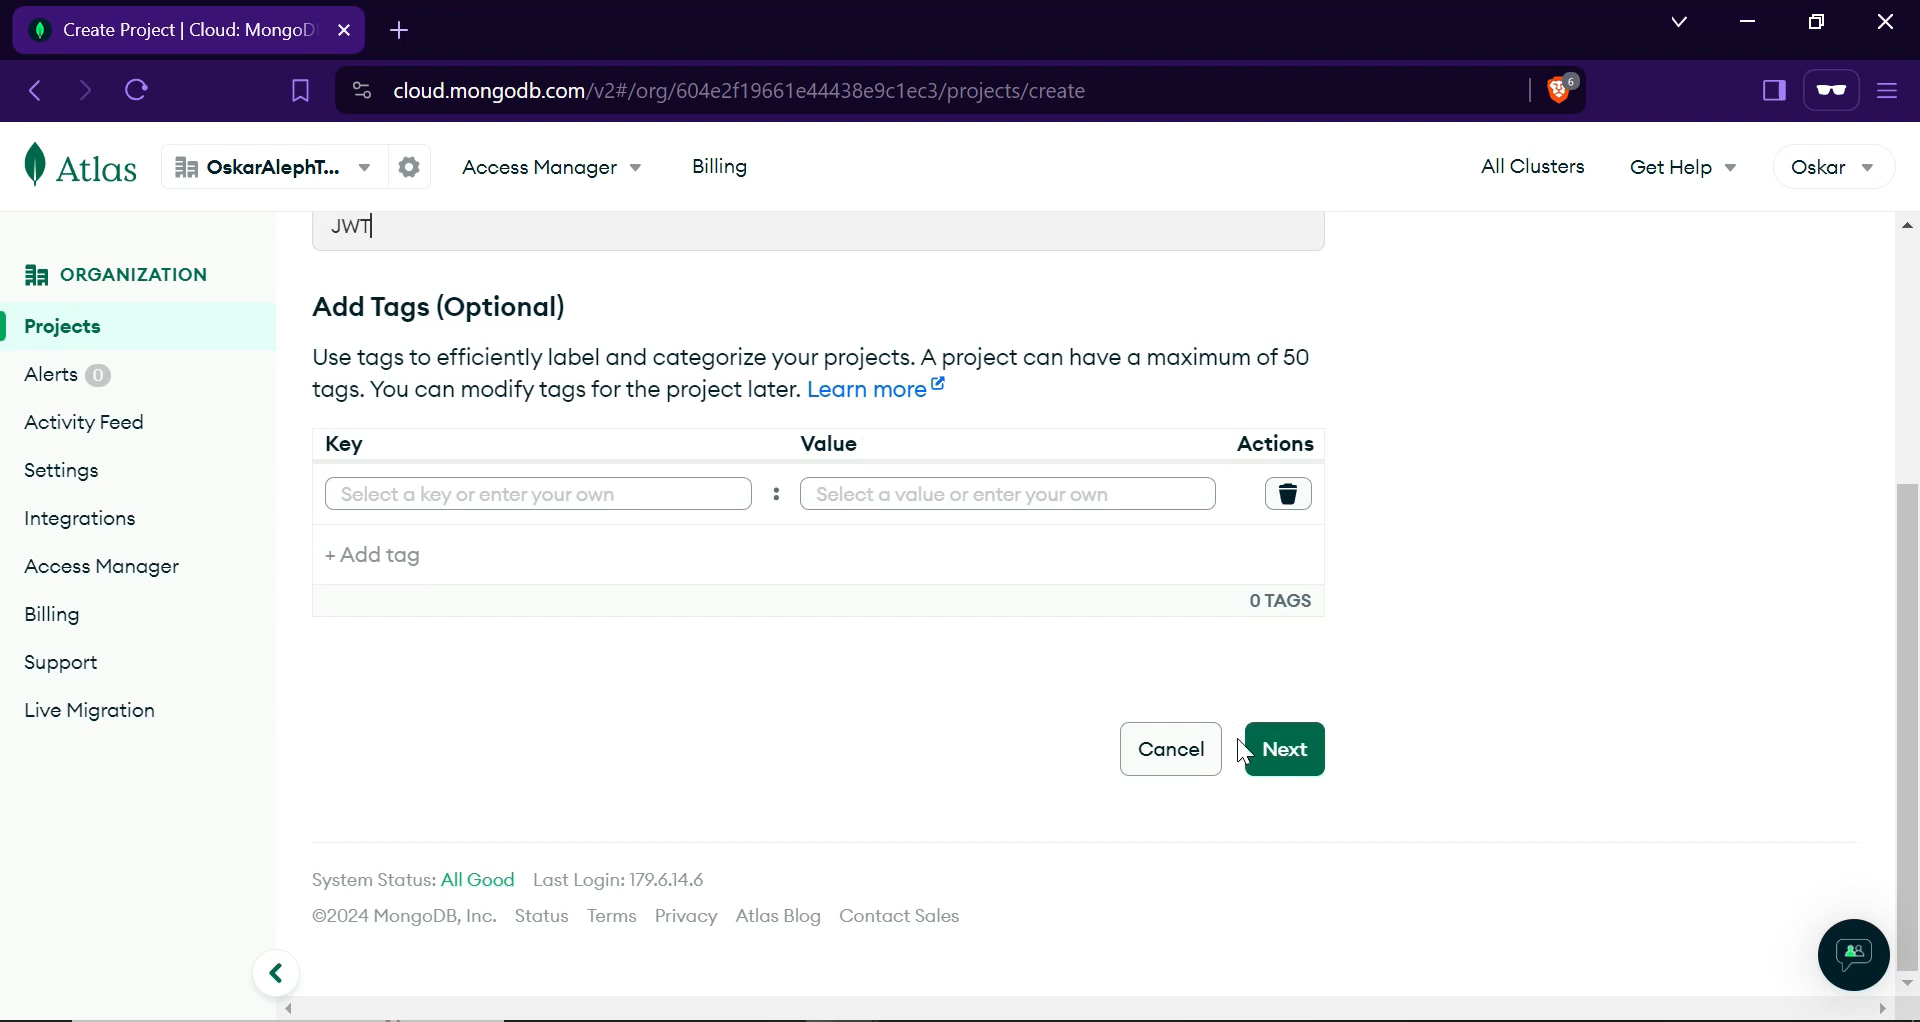 Create Project | Cloud: MongoD
cloud.mongodb.com/v2#/org/604e2f19661e44438e9c1ec3/projects/create
6
Atlas
OskarAlephT...
Access Manager
Billing
All Clusters
Get Help
Oskar
JWT
ORGANIZATION
Projects
Alerts 0
Activity Feed
Settings
Integrations
Access Manager
Billing
Support
Live Migration
Add Tags (Optional)
Use tags to efficiently label and categorize your projects. A project can have a maximum of 50
tags. You can modify tags for the project later. Learn more
Key Value Actions
Select a key or enter your own : Select a value or enter your own
+ Add tag
0 TAGS
Cancel Next
System Status: All Good Last Login: 179.6.14.6
©2024 MongoDB, Inc. Status Terms Privacy Atlas Blog Contact Sales